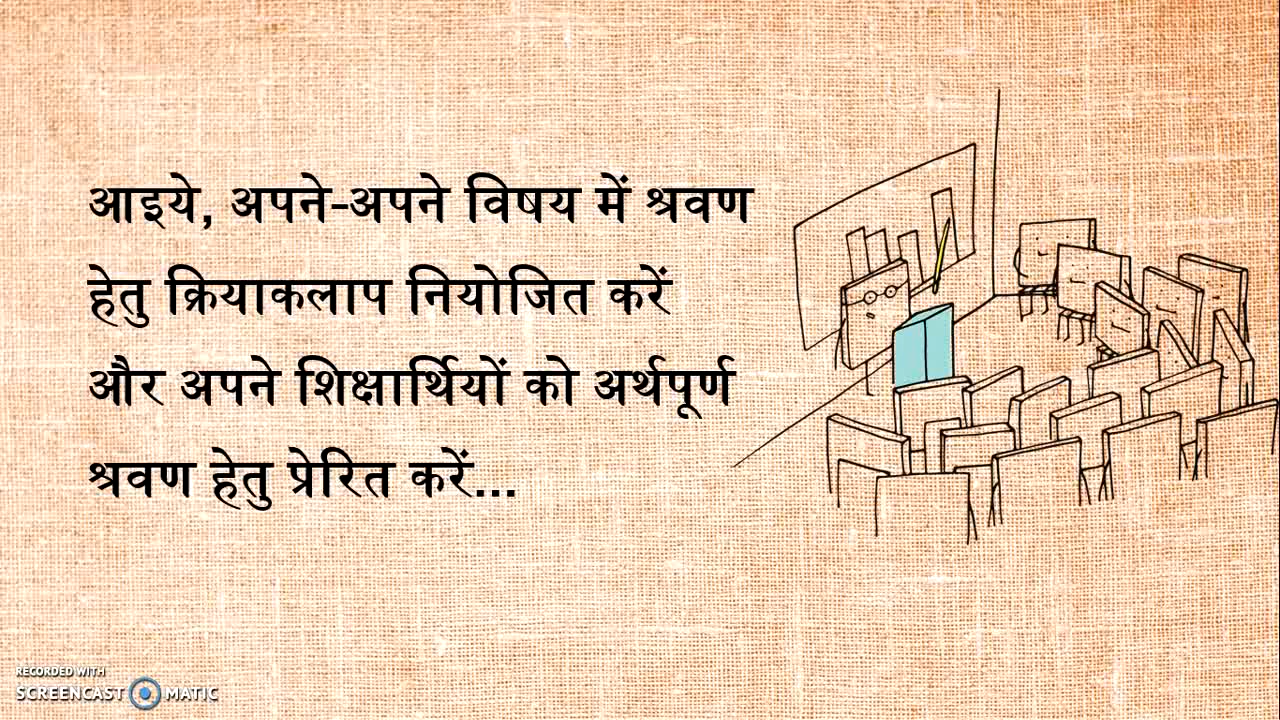 आइये, अपने-अपने विषय में श्रवण
हेतु क्रियाकलाप नियोजित करें
और अपने शिक्षार्थियों को अर्थपूर्ण
श्रवण हेतु प्रेरित करें...
RECORDED WITH
SCREENCAST MATIC